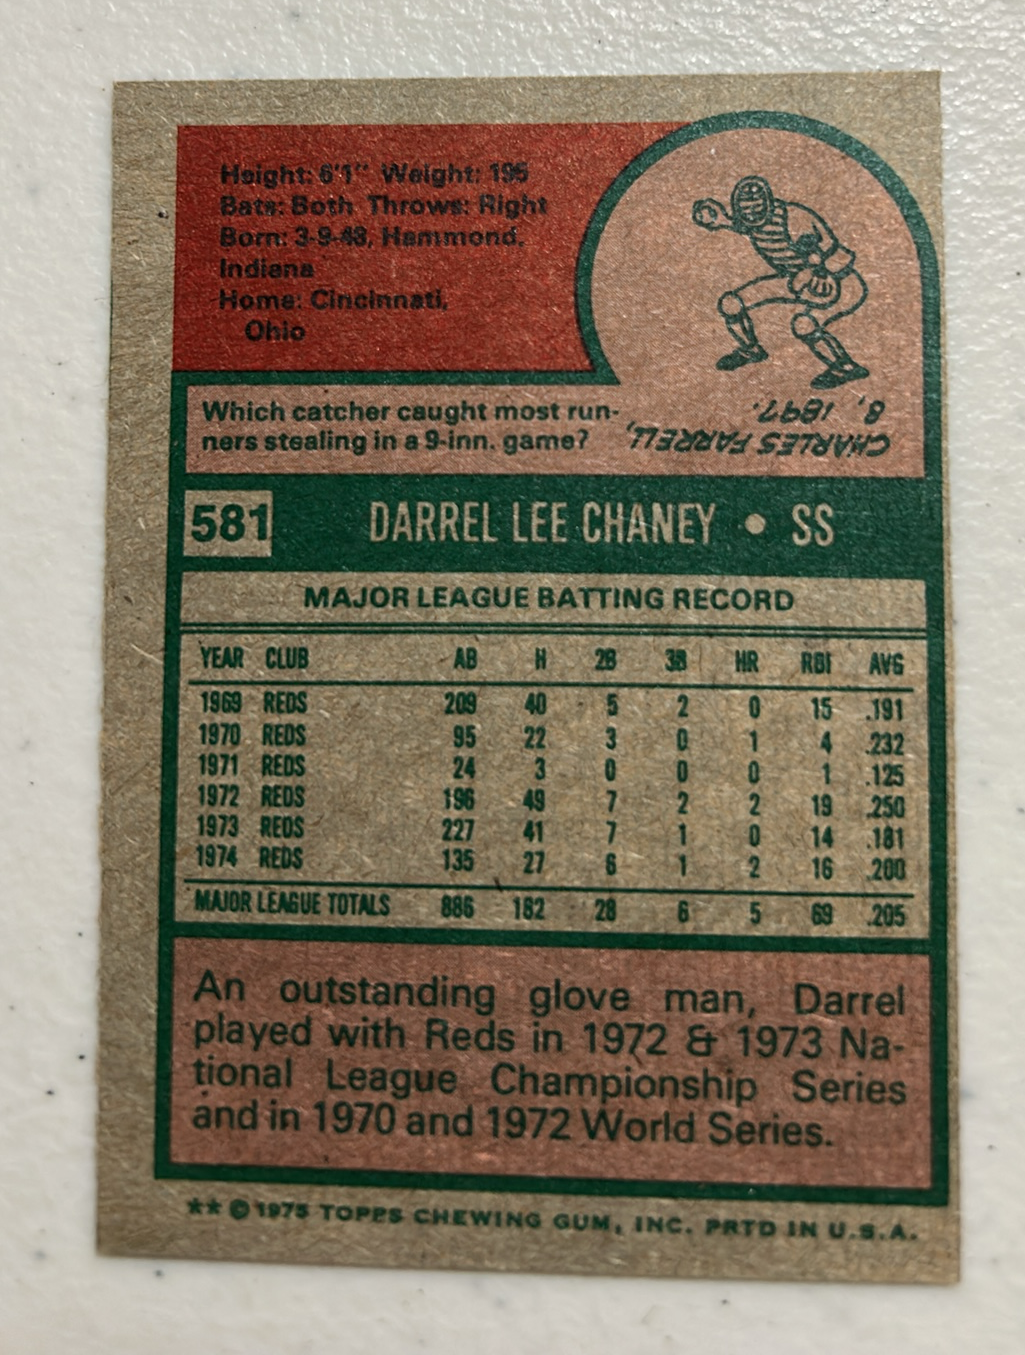 Height: 6'1" Weight: 195
Bats: Both Throws: Right
Born: 3-9-48, Hammond,
Indiana
Home: Cincinnati,
Ohio
Which catcher caught most run-
ners stealing in a 9-inn. game?
CHARLES FARRELL,
8, 1897.
581 DARREL LEE CHANEY • SS
MAJOR LEAGUE BATTING RECORD
YEAR CLUB AB H 2B 3B HR RBI AVG
1969 REDS 209 40 5 2 0 15 .191
1970 REDS 95 22 3 0 1 4 .232
1971 REDS 24 3 0 0 0 1 .125
1972 REDS 196 49 7 2 2 19 .250
1973 REDS 227 41 7 1 0 14 .181
1974 REDS 135 27 6 1 2 16 .200
MAJOR LEAGUE TOTALS 886 182 28 6 5 69 .205
An outstanding glove man, Darrel
played with Reds in 1972 & 1973 Na-
tional League Championship Series
and in 1970 and 1972 World Series.
** © 1975 TOPPS CHEWING GUM, INC. PRTD IN U.S.A.